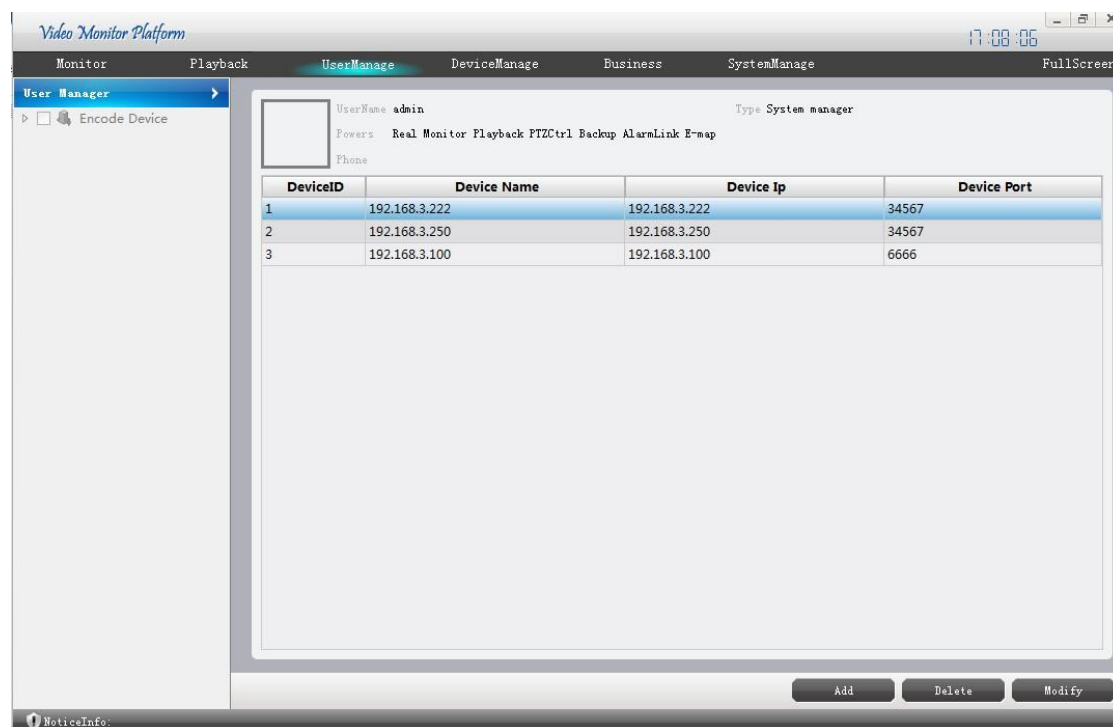 Video Monitor Platform
17:08:06
Monitor Playback UserManage DeviceManage Business SystemManage FullScreen
User Manager
Encode Device
UserName admin Type System manager
Powers Real Monitor Playback PTZCtrl Backup AlarmLink E-map
Phone
DeviceID Device Name Device Ip Device Port
1 192.168.3.222 192.168.3.222 34567
2 192.168.3.250 192.168.3.250 34567
3 192.168.3.100 192.168.3.100 6666
Add Delete Modify
NoticeInfo: